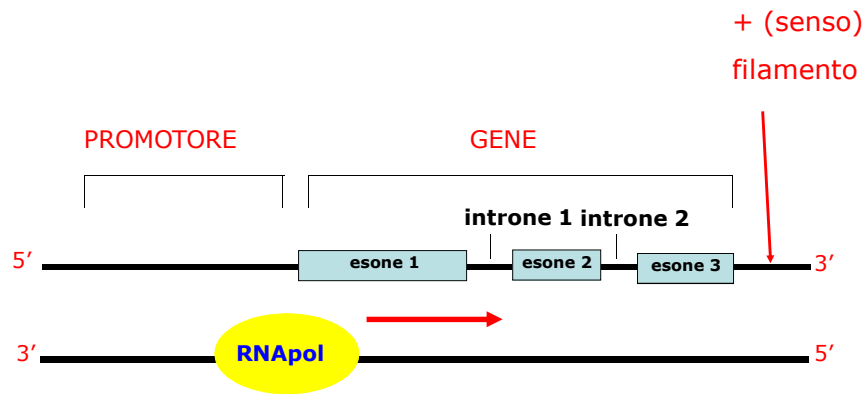 + (senso)
filamento
PROMOTORE
GENE
introne 1 introne 2
5′
esone 1
esone 2
esone 3
3′
3′
RNApol
5′